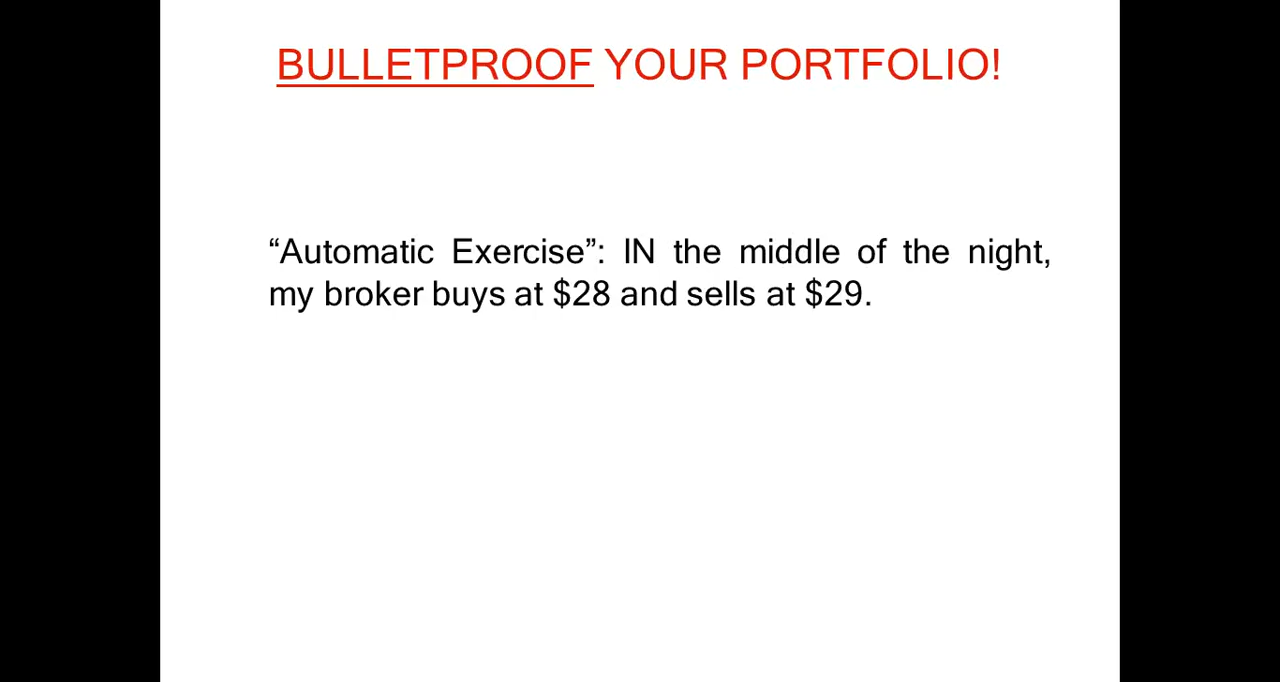 BULLETPROOF YOUR PORTFOLIO!
“Automatic Exercise”: IN the middle of the night,
my broker buys at $28 and sells at $29.